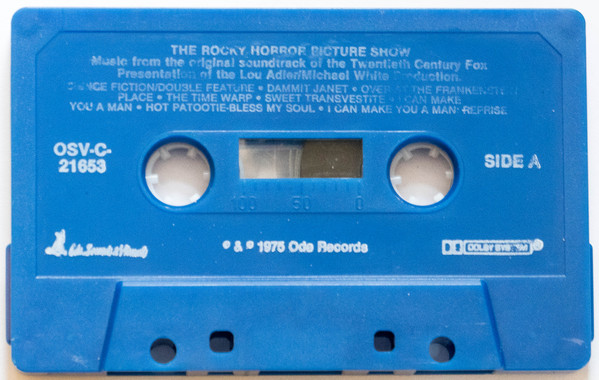 THE ROCKY HORROR PICTURE SHOW
Music from the original soundtrack of the Twentieth Century Fox
Presentation of the Lou Adler/Michael White Production.
SCIENCE FICTION/DOUBLE FEATURE • DAMMIT JANET • OVER AT THE FRANKENSTEIN
PLACE • THE TIME WARP • SWEET TRANSVESTITE • I CAN MAKE
YOU A MAN • HOT PATOOTIE-BLESS MY SOUL • I CAN MAKE YOU A MAN: REPRISE
OSV-C-
21653
SIDE A
100 50 0
℗ & © 1975 Ode Records
Ode Sounds & Visuals
DOLBY SYSTEM ®